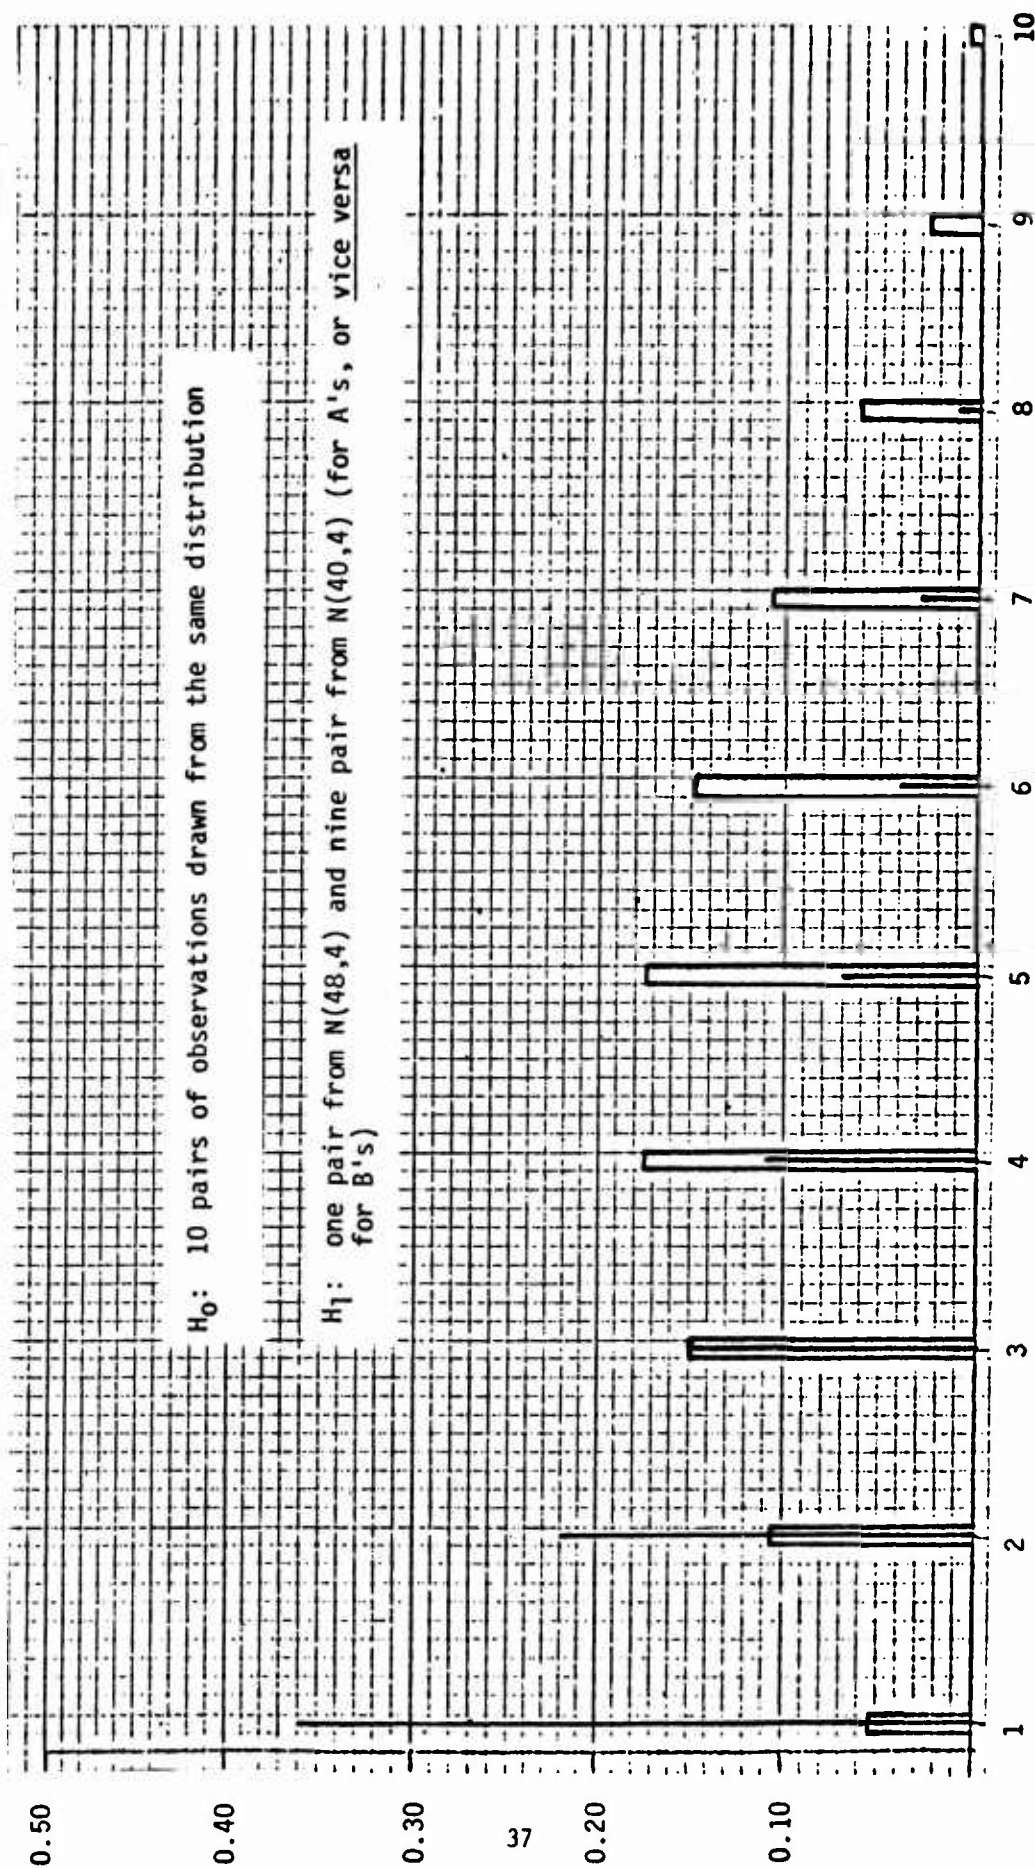 0.50
0.40
0.30
0.20
0.10
H₀: 10 pairs of observations drawn from the same distribution
H₁: one pair from N(48,4) and nine pair from N(40,4) (for A's, or vice versa
for B's)
1 2 3 4 5 6 7 8 9 10
37